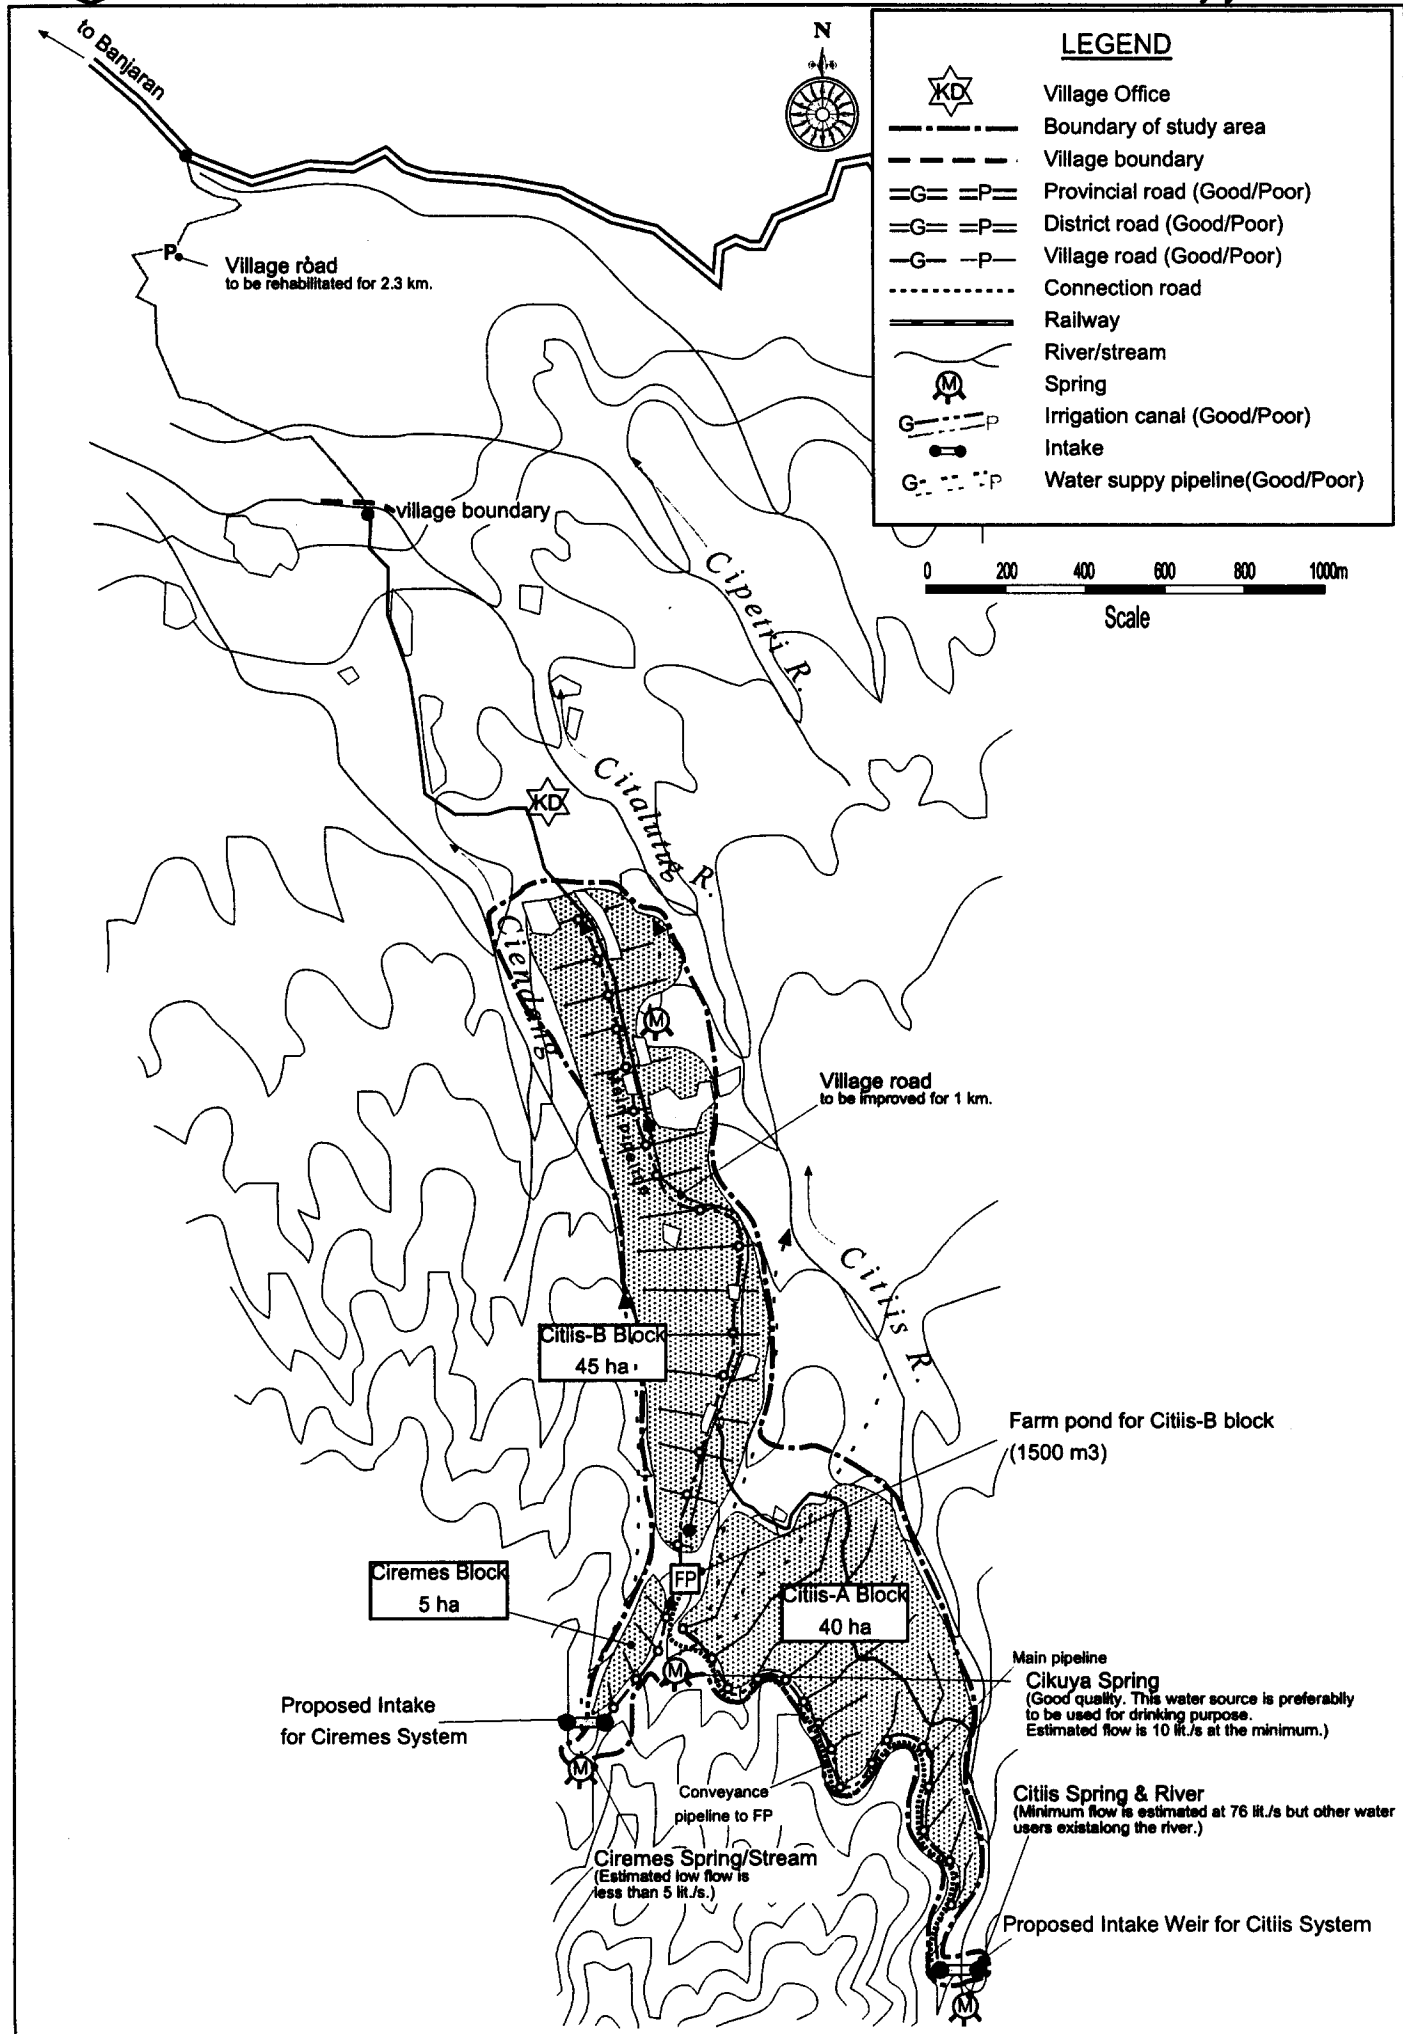 to Banjaran
N
LEGEND
KD Village Office
Boundary of study area
Village boundary
G P Provincial road (Good/Poor)
G P District road (Good/Poor)
G P Village road (Good/Poor)
Connection road
Railway
River/stream
M Spring
G P Irrigation canal (Good/Poor)
Intake
G P Water suppy pipeline(Good/Poor)
0 200 400 600 800 1000m
Scale
P
Village road
to be rehabilitated for 2.3 km.
village boundary
Cipetri R.
Citalutug R.
KD
Ciendang
M
Village road
to be improved for 1 km.
Main pipeline
Citiis R.
Citiis-B Block
45 ha
Farm pond for Citiis-B block
(1500 m3)
FP
Ciremes Block
5 ha
Citiis-A Block
40 ha
Main pipeline
M
Cikuya Spring
(Good quality. This water source is preferablly
to be used for drinking purpose.
Estimated flow is 10 lit./s at the minimum.)
Proposed Intake
for Ciremes System
M
Conveyance
pipeline to FP
Citiis Spring & River
(Minimum flow is estimated at 76 lit./s but other water
users existalong the river.)
Ciremes Spring/Stream
(Estimated low flow is
less than 5 lit./s.)
Proposed Intake Weir for Citiis System
M